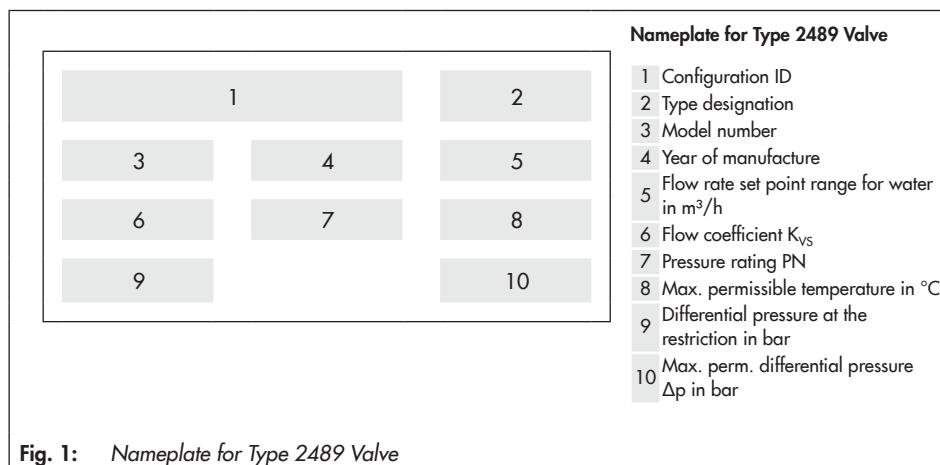 Nameplate for Type 2489 Valve
1 2
3 4 5
6 7 8
9 10
1 Configuration ID
2 Type designation
3 Model number
4 Year of manufacture
5 Flow rate set point range for water
in m³/h
6 Flow coefficient KVS
7 Pressure rating PN
8 Max. permissible temperature in °C
9 Differential pressure at the
restriction in bar
10 Max. perm. differential pressure
Δp in bar
Fig. 1: Nameplate for Type 2489 Valve